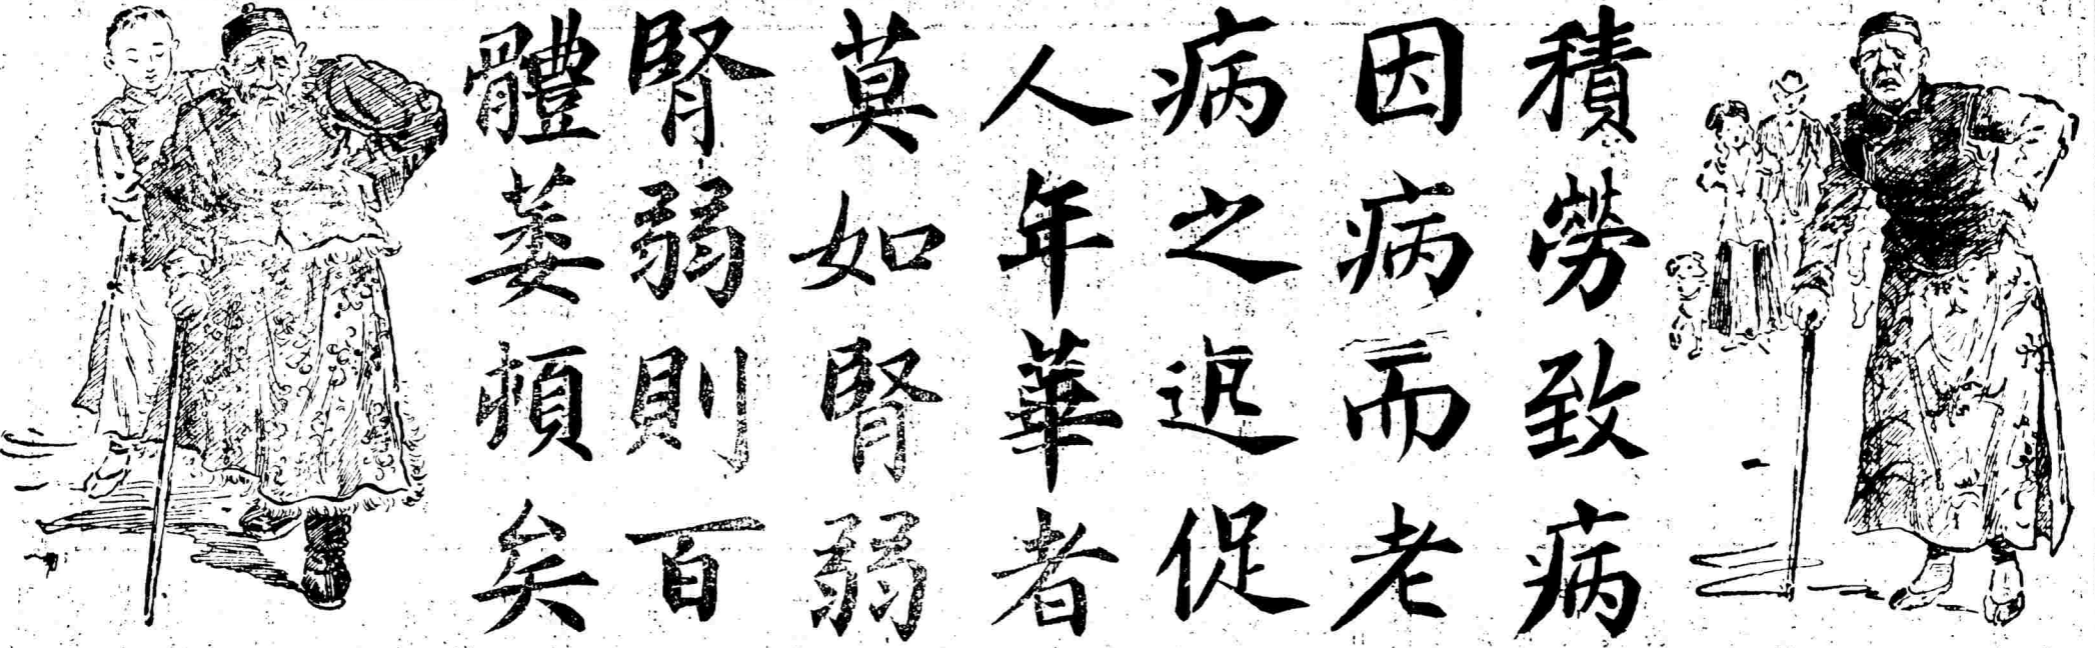 積勞致病
因病而老
病之迅促
人年華者
莫如腎弱
腎弱則百
體萎頓矣